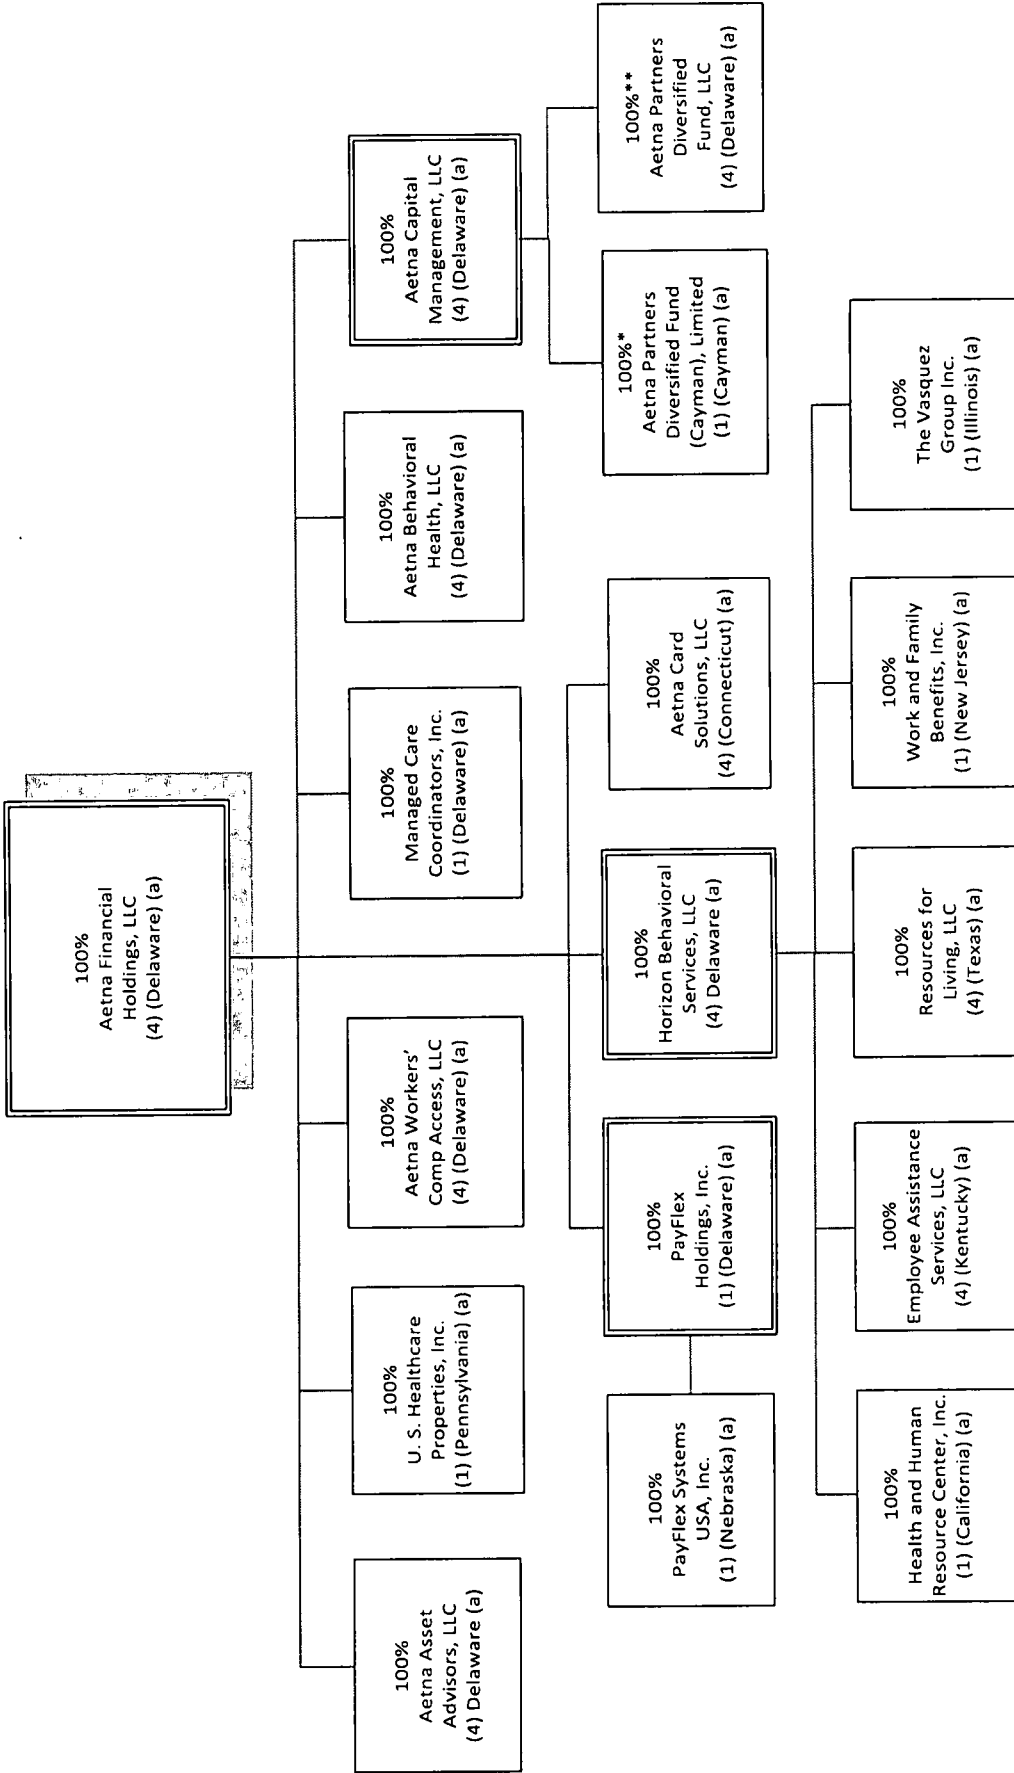 100%
Aetna Financial
Holdings, LLC
(4) (Delaware) (a)
100%
Aetna Asset
Advisors, LLC
(4) Delaware (a)
100%
U. S. Healthcare
Properties, Inc.
(1) (Pennsylvania) (a)
100%
Aetna Workers'
Comp Access, LLC
(4) (Delaware) (a)
100%
Managed Care
Coordinators, Inc.
(1) (Delaware) (a)
100%
Aetna Behavioral
Health, LLC
(4) (Delaware) (a)
100%
Aetna Capital
Management, LLC
(4) (Delaware) (a)
100%
PayFlex Systems
USA, Inc.
(1) (Nebraska) (a)
100%
PayFlex
Holdings, Inc.
(1) (Delaware) (a)
100%
Horizon Behavioral
Services, LLC
(4) Delaware (a)
100%
Aetna Card
Solutions, LLC
(4) (Connecticut) (a)
100%*
Aetna Partners
Diversified Fund
(Cayman), Limited
(1) (Cayman) (a)
100%**
Aetna Partners
Diversified
Fund, LLC
(4) (Delaware) (a)
100%
Health and Human
Resource Center, Inc.
(1) (California) (a)
100%
Employee Assistance
Services, LLC
(4) (Kentucky) (a)
100%
Resources for
Living, LLC
(4) (Texas) (a)
100%
Work and Family
Benefits, Inc.
(1) (New Jersey) (a)
100%
The Vasquez
Group Inc.
(1) (Illinois) (a)